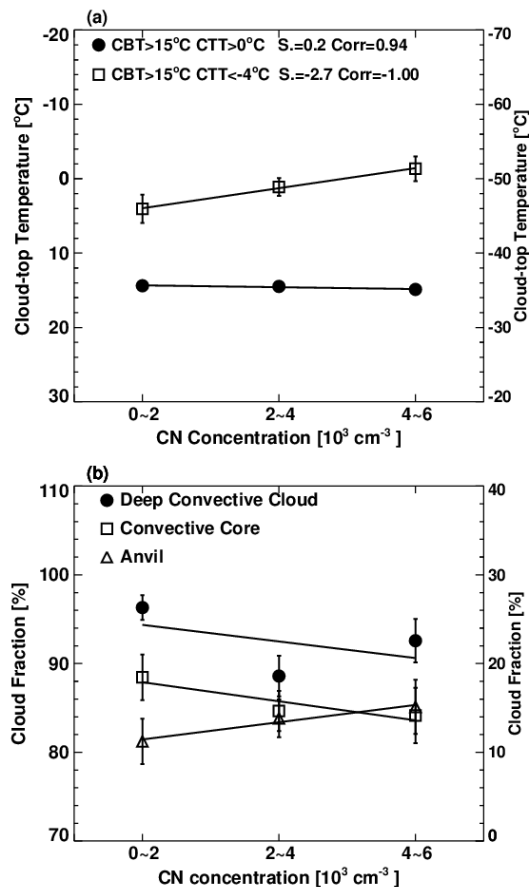 (a)
-20
-70
CBT>15°C CTT>0°C S.=0.2 Corr=0.94
CBT>15°C CTT<-4°C S.=-2.7 Corr=-1.00
-10
-60
0
-50
10
-40
20
-30
30
-20
Cloud-top Temperature [°C]
Cloud-top Temperature [°C]
0~2
2~4
4~6
CN Concentration [10³ cm⁻³ ]
(b)
110
40
Deep Convective Cloud
Convective Core
Anvil
100
30
90
20
80
10
70
0
Cloud Fraction [%]
Cloud Fraction [%]
0~2
2~4
4~6
CN concentration [10³ cm⁻³ ]